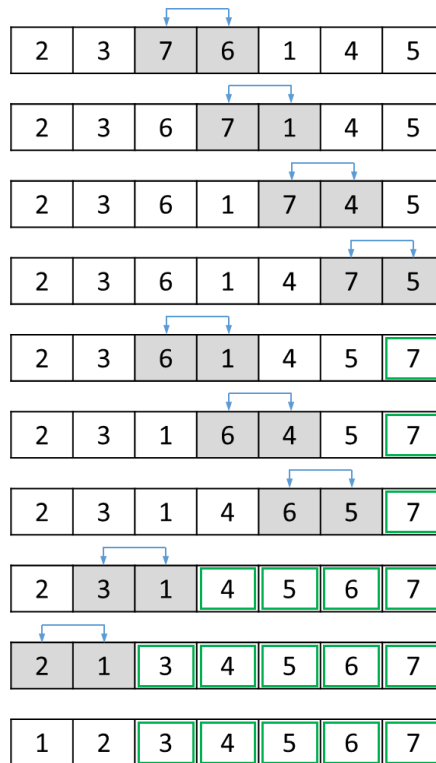 2 3 7 6 1 4 5
2 3 6 7 1 4 5
2 3 6 1 7 4 5
2 3 6 1 4 7 5
2 3 6 1 4 5 7
2 3 1 6 4 5 7
2 3 1 4 6 5 7
2 3 1 4 5 6 7
2 1 3 4 5 6 7
1 2 3 4 5 6 7